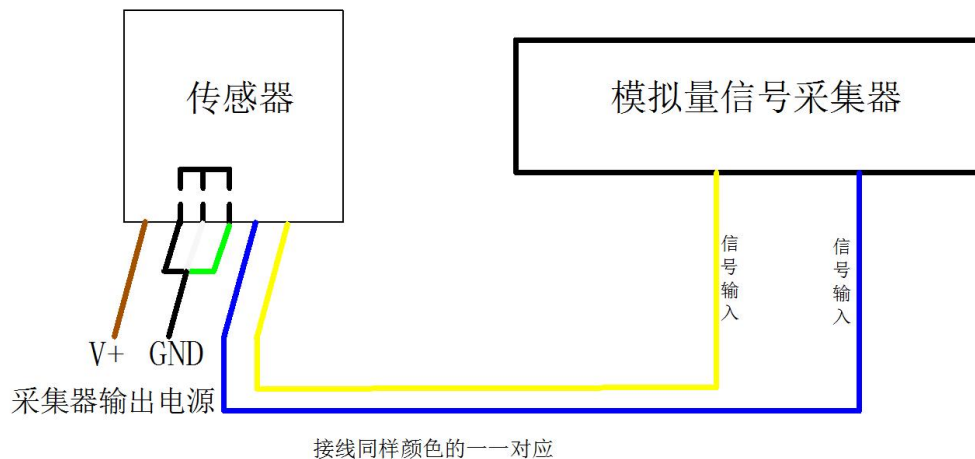 传感器
模拟量信号采集器
信号输入
信号输入
V+ GND
采集器输出电源
接线同样颜色的一一对应